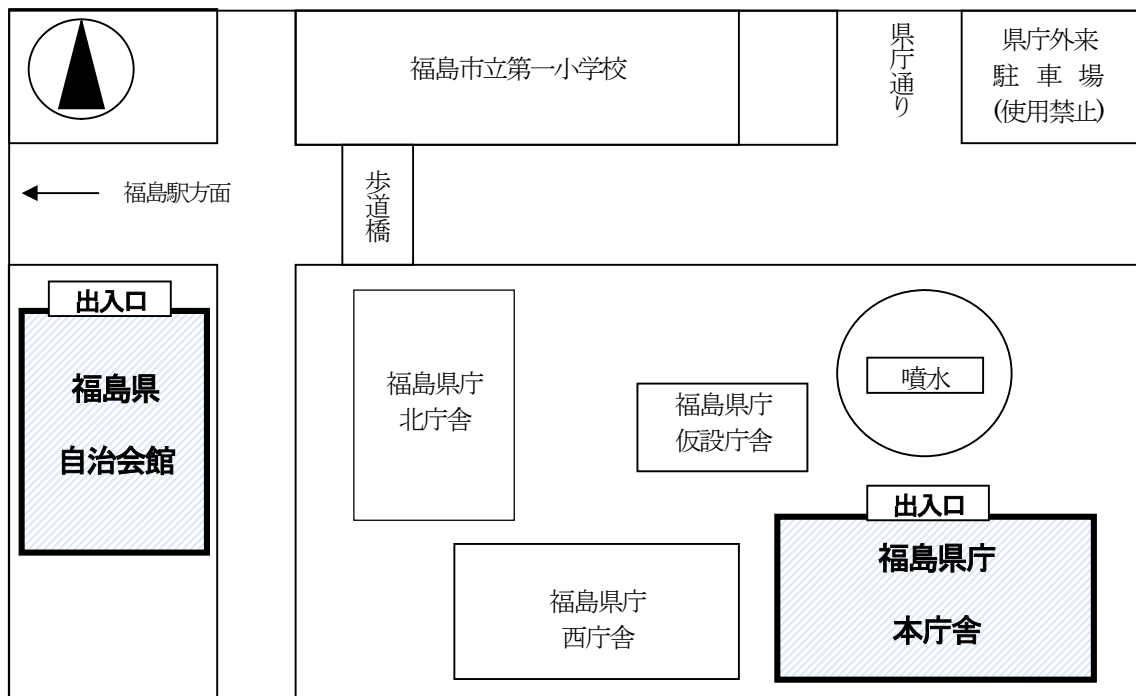 福島市立第一小学校
県庁通り
県庁外来
駐車場
(使用禁止)
福島駅方面
歩道橋
出入口
福島県
自治会館
福島県庁
北庁舎
福島県庁
仮設庁舎
噴水
出入口
福島県庁
本庁舎
福島県庁
西庁舎